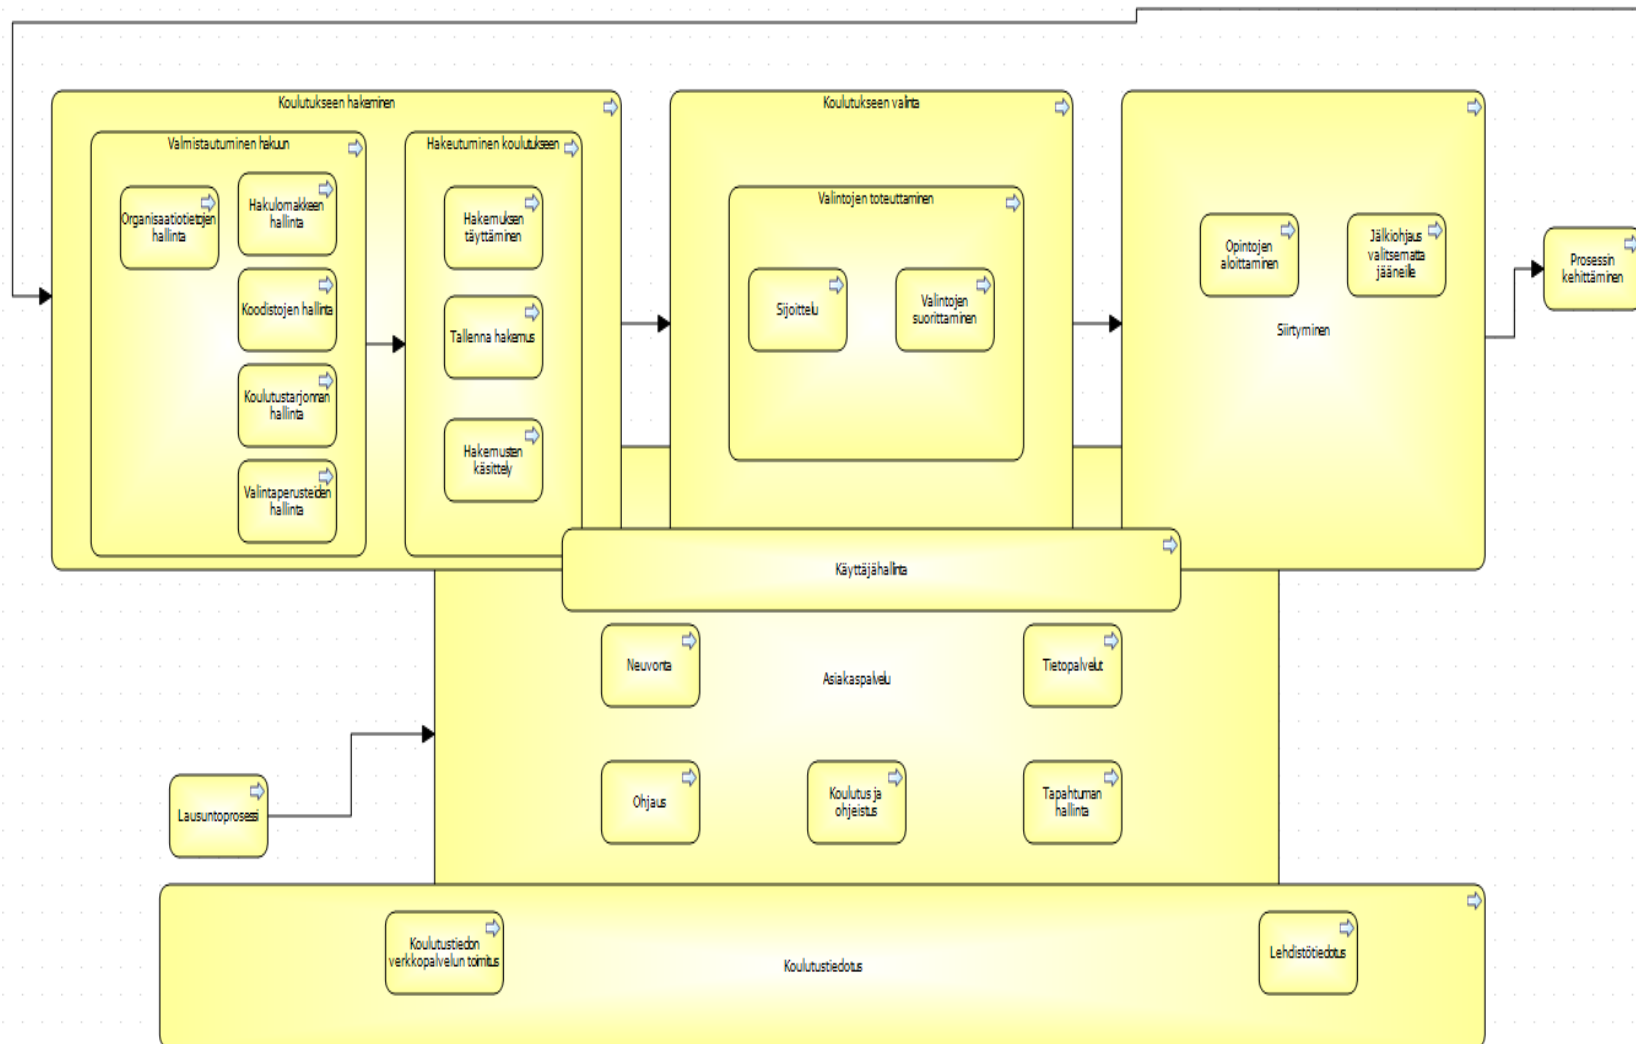 Koulutukseen hakeminen
Valmistautuminen hakuun
Organisaatiotietojen
hallinta
Hakulomakkeen
hallinta
Koodistojen hallinta
Koulutustarjonnan
hallinta
Valintaperusteiden
hallinta
Hakeutuminen koulutukseen
Hakemuksen
täyttäminen
Tallenna hakemus
Hakemusten
käsittely
Koulutukseen valinta
Valintojen toteuttaminen
Sijoittelu
Valintojen
suorittaminen
Opintojen
aloittaminen
Jälkiohjaus
valitsematta
jääneille
Siirtyminen
Prosessin
kehittäminen
Käyttäjähallinta
Neuvonta
Asiakaspalvelu
Tietopalvelut
Ohjaus
Koulutus ja
ohjeistus
Tapahtuman
hallinta
Lausuntoprosessi
Koulutustiedon
verkkopalvelun toimitus
Koulutustiedotus
Lehdistötiedotus